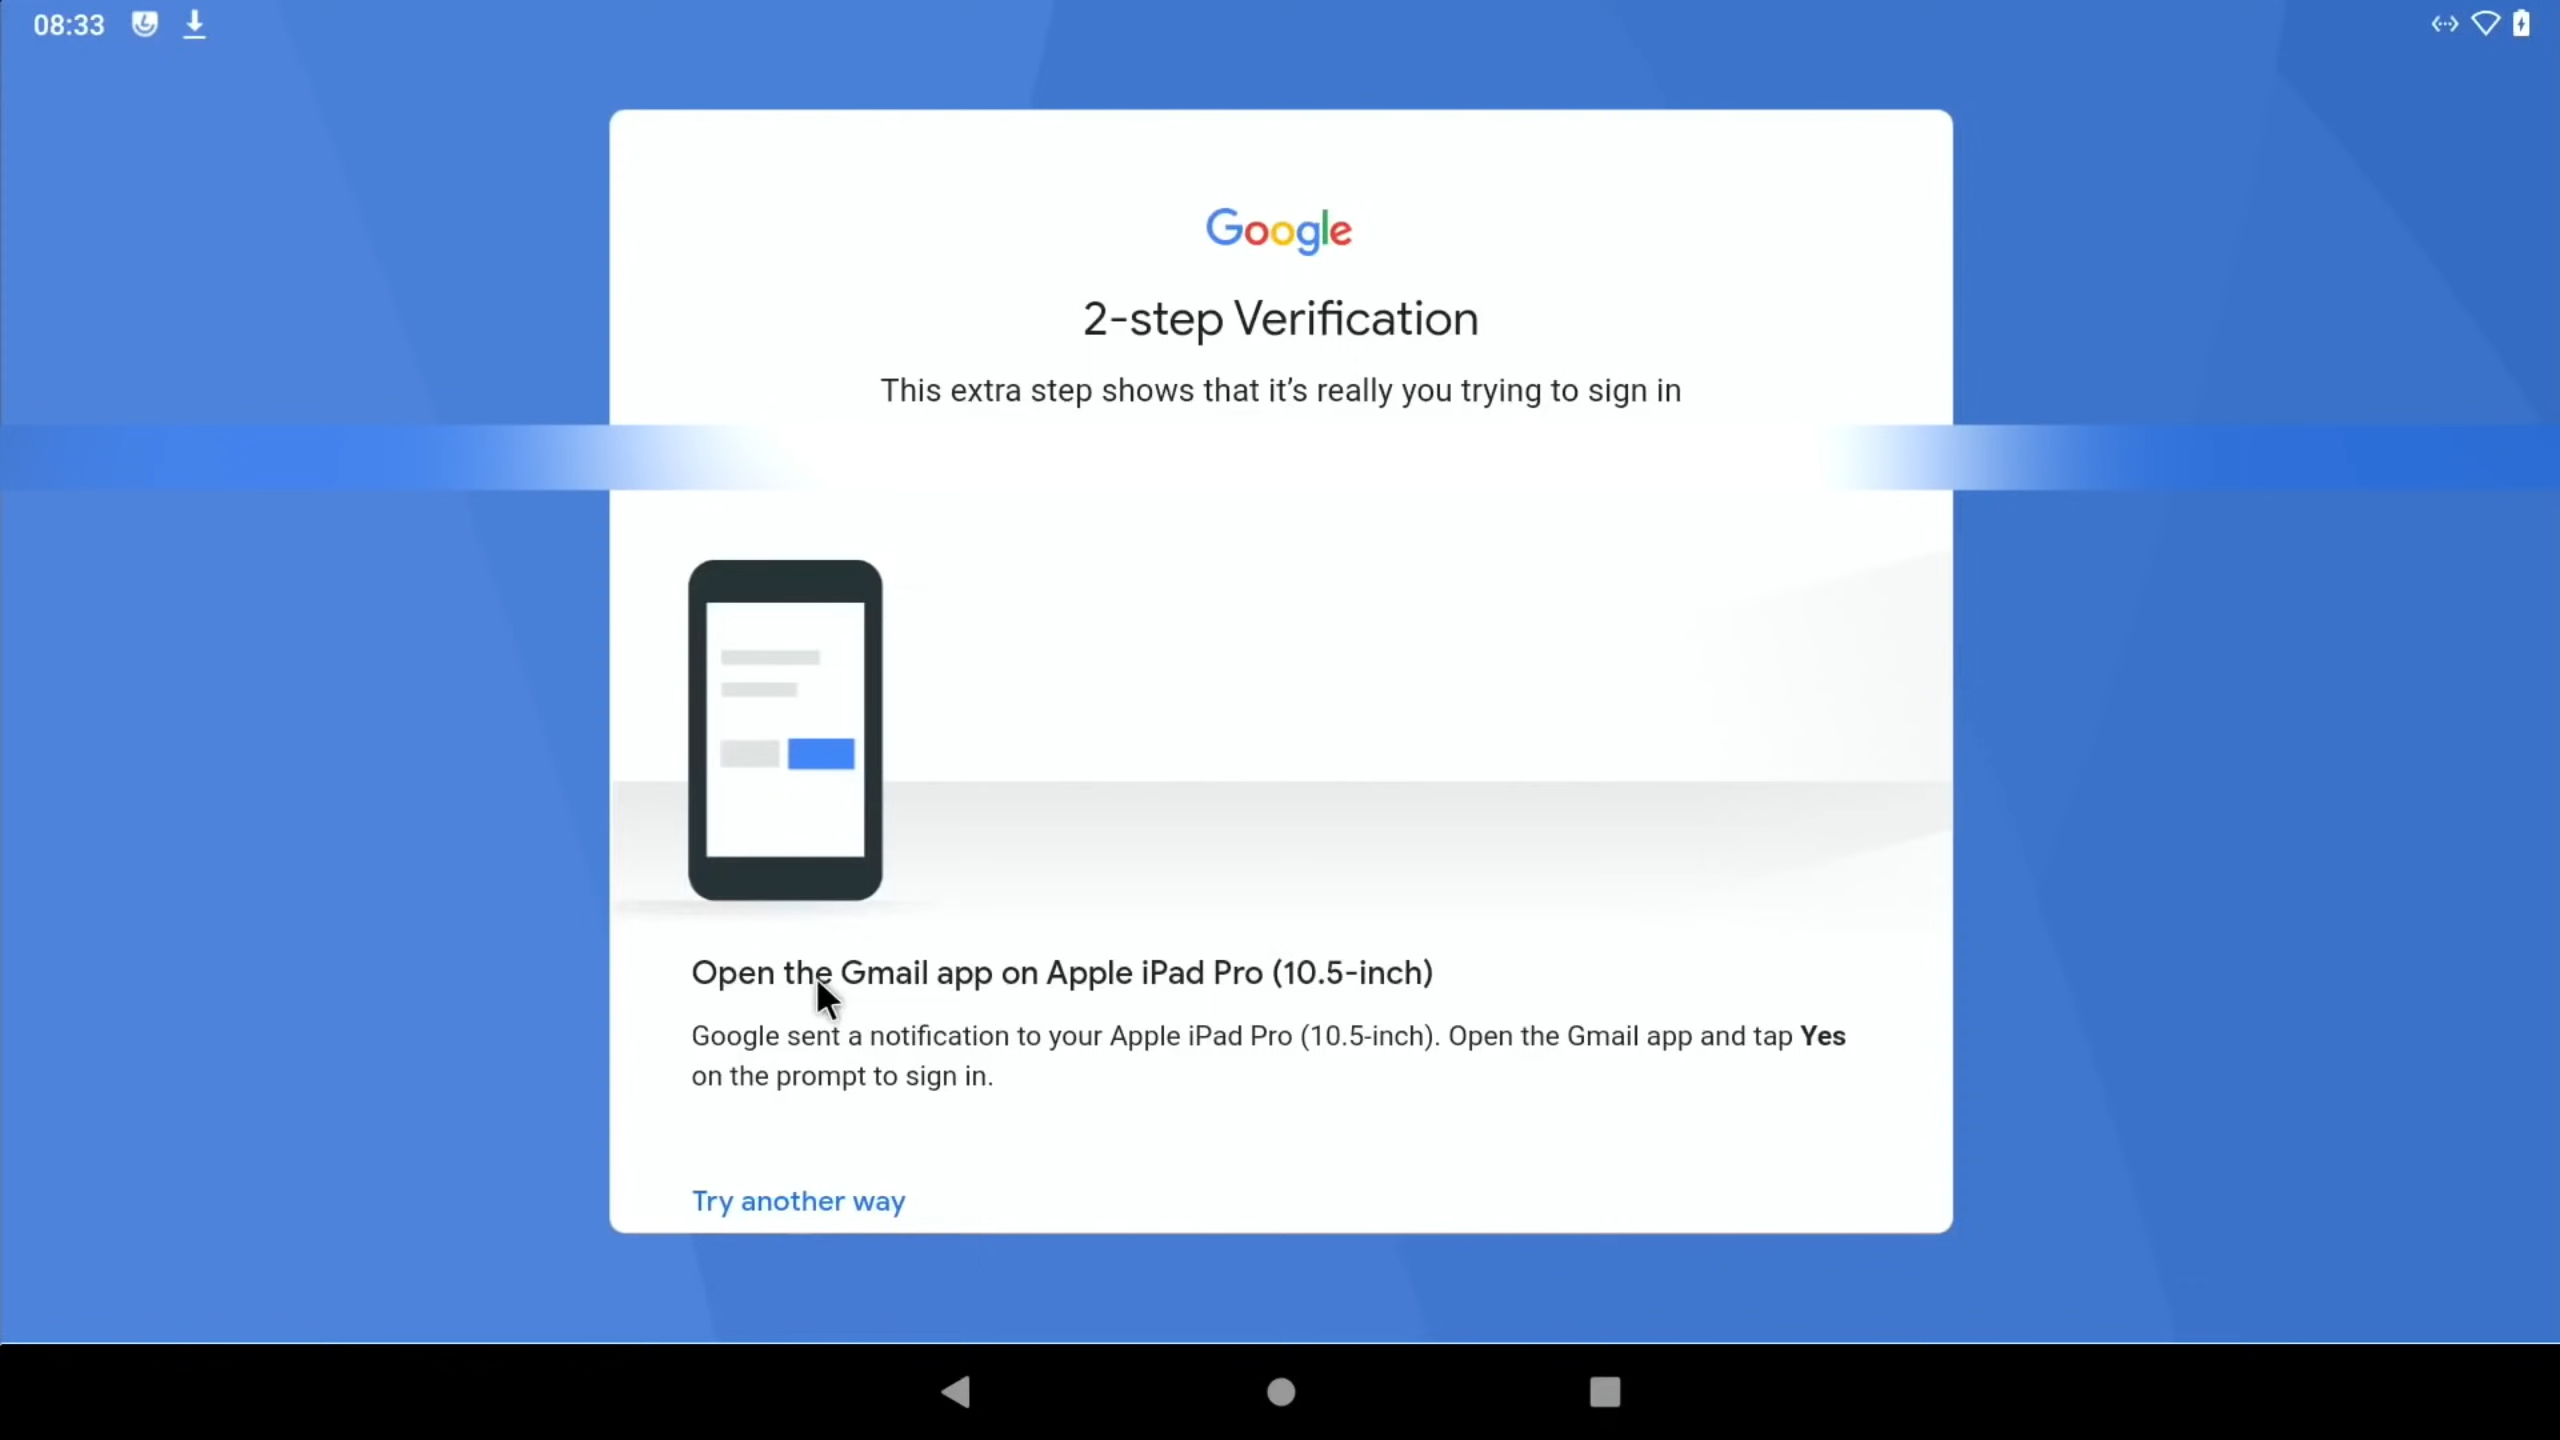 08:33
Google
2-step Verification
This extra step shows that it’s really you trying to sign in
Open the Gmail app on Apple iPad Pro (10.5-inch)
Google sent a notification to your Apple iPad Pro (10.5-inch). Open the Gmail app and tap Yes
on the prompt to sign in.
Try another way